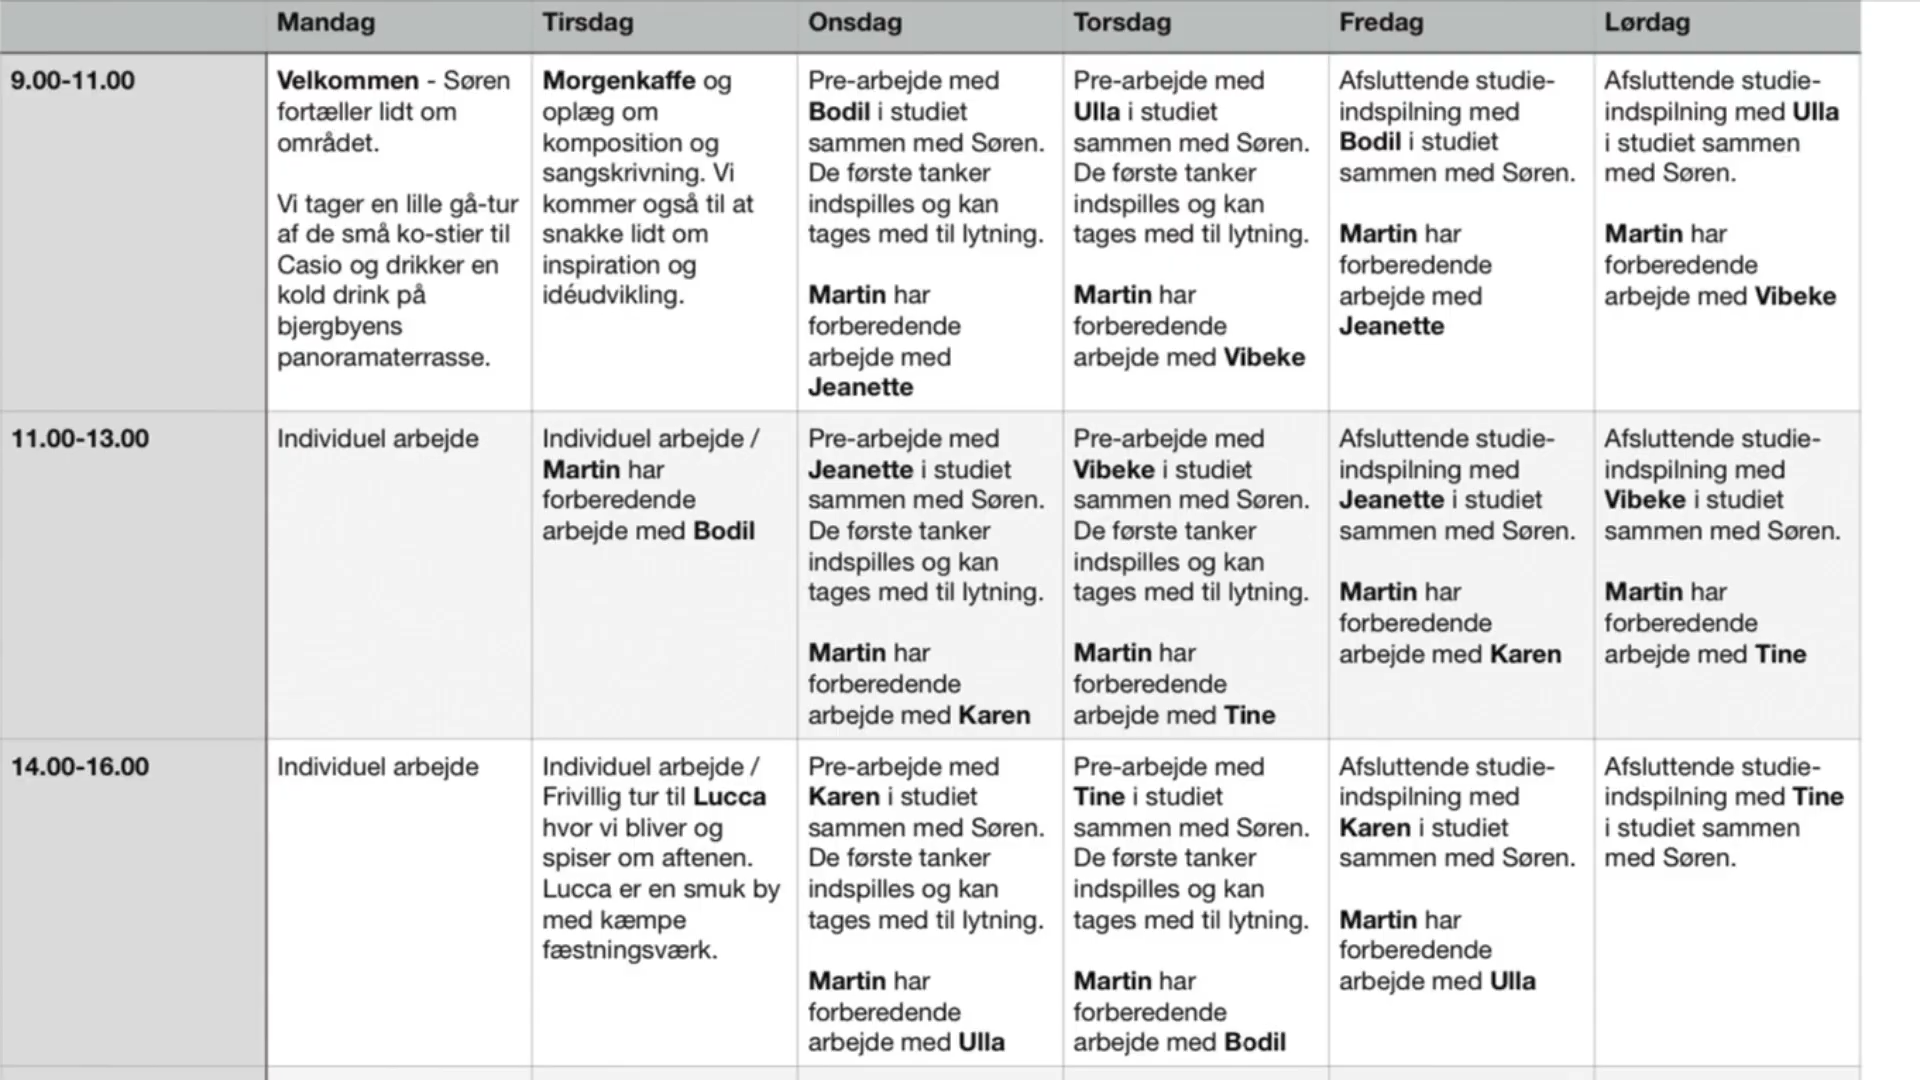 Mandag
Tirsdag
Onsdag
Torsdag
Fredag
Lørdag
9.00-11.00
Velkommen - Søren
fortæller lidt om
området.
Vi tager en lille gå-tur
af de små ko-stier til
Casio og drikker en
kold drink på
bjergbyens
panoramaterrasse.
Morgenkaffe og
oplæg om
komposition og
sangskrivning. Vi
kommer også til at
snakke lidt om
inspiration og
idéudvikling.
Pre-arbejde med
Bodil i studiet
sammen med Søren.
De første tanker
indspilles og kan
tages med til lytning.
Martin har
forberedende
arbejde med
Jeanette
Pre-arbejde med
Ulla i studiet
sammen med Søren.
De første tanker
indspilles og kan
tages med til lytning.
Martin har
forberedende
arbejde med Vibeke
Afsluttende studie-
indspilning med
Bodil i studiet
sammen med Søren.
Martin har
forberedende
arbejde med
Jeanette
Afsluttende studie-
indspilning med Ulla
i studiet sammen
med Søren.
Martin har
forberedende
arbejde med Vibeke
11.00-13.00
Individuel arbejde
Individuel arbejde /
Martin har
forberedende
arbejde med Bodil
Pre-arbejde med
Jeanette i studiet
sammen med Søren.
De første tanker
indspilles og kan
tages med til lytning.
Martin har
forberedende
arbejde med Karen
Pre-arbejde med
Vibeke i studiet
sammen med Søren.
De første tanker
indspilles og kan
tages med til lytning.
Martin har
forberedende
arbejde med Tine
Afsluttende studie-
indspilning med
Jeanette i studiet
sammen med Søren.
Martin har
forberedende
arbejde med Karen
Afsluttende studie-
indspilning med
Vibeke i studiet
sammen med Søren.
Martin har
forberedende
arbejde med Tine
14.00-16.00
Individuel arbejde
Individuel arbejde /
Frivillig tur til Lucca
hvor vi bliver og
spiser om aftenen.
Lucca er en smuk by
med kæmpe
fæstningsværk.
Pre-arbejde med
Karen i studiet
sammen med Søren.
De første tanker
indspilles og kan
tages med til lytning.
Martin har
forberedende
arbejde med Ulla
Pre-arbejde med
Tine i studiet
sammen med Søren.
De første tanker
indspilles og kan
tages med til lytning.
Martin har
forberedende
arbejde med Bodil
Afsluttende studie-
indspilning med
Karen i studiet
sammen med Søren.
Martin har
forberedende
arbejde med Ulla
Afsluttende studie-
indspilning med Tine
i studiet sammen
med Søren.